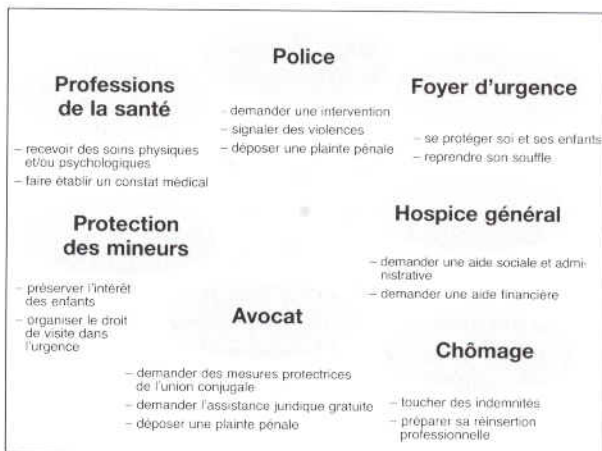 Police
Professions
de la santé
Foyer d'urgence
- demander une intervention
– signaler des violences
– déposer une plainte pénale
– se protéger soi et ses enfants
– reprendre son souffle
– recevoir des soins physiques
et/ou psychologiques
– faire établir un constat médical
Hospice général
Protection
des mineurs
– demander une aide sociale et admi-
nistrative
– demander une aide financière
– préserver l'intérêt
des enfants
– organiser le droit
de visite dans
l'urgence
Avocat
Chômage
– demander des mesures protectrices
de l'union conjugale
– demander l'assistance juridique gratuite
– déposer une plainte pénale
– toucher des indemnités
– préparer sa réinsertion
professionnelle